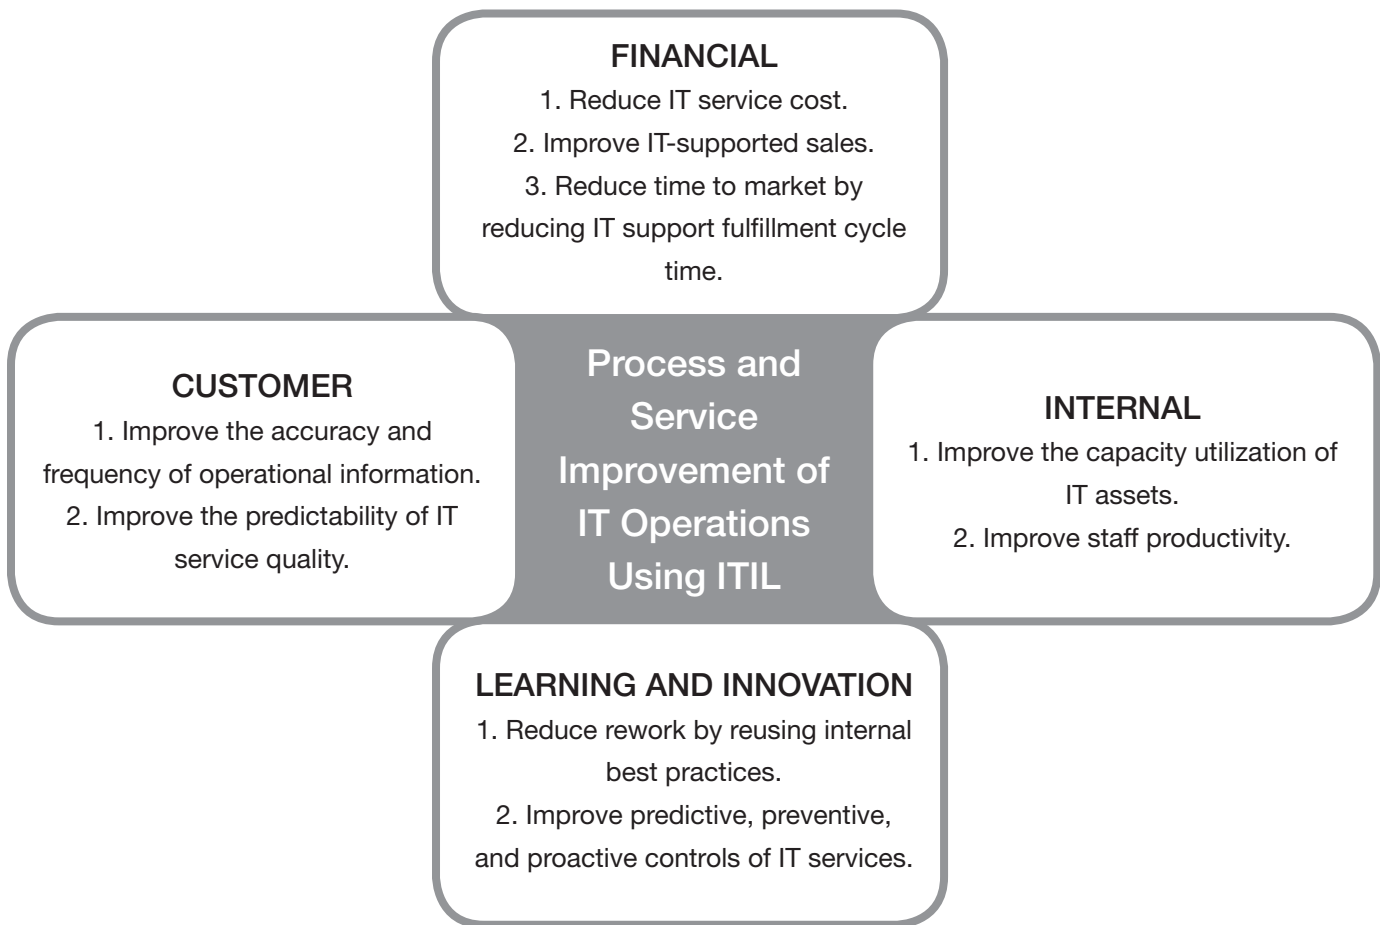 FINANCIAL
1. Reduce IT service cost.
2. Improve IT-supported sales.
3. Reduce time to market by
reducing IT support fulfillment cycle
time.
CUSTOMER
1. Improve the accuracy and
frequency of operational information.
2. Improve the predictability of IT
service quality.
Process and
Service
Improvement of
IT Operations
Using ITIL
INTERNAL
1. Improve the capacity utilization of
IT assets.
2. Improve staff productivity.
LEARNING AND INNOVATION
1. Reduce rework by reusing internal
best practices.
2. Improve predictive, preventive,
and proactive controls of IT services.